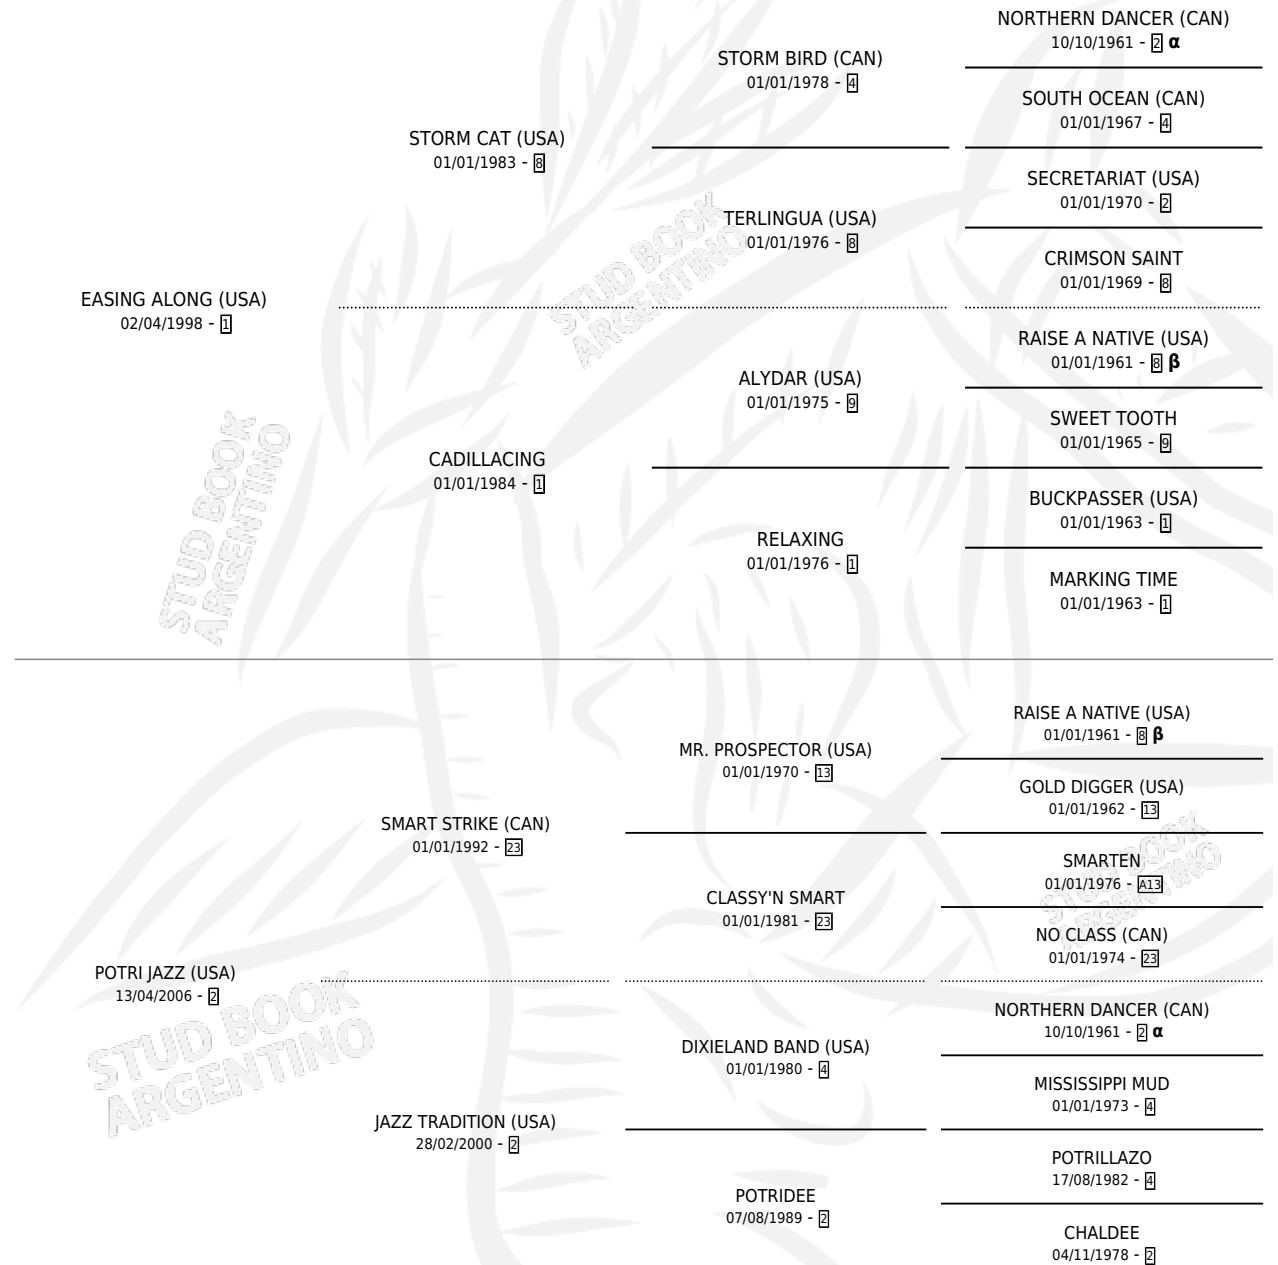 NORTHERN DANCER (CAN)
10/10/1961 - 2 α
STORM BIRD (CAN)
01/01/1978 - 4
SOUTH OCEAN (CAN)
01/01/1967 - 4
STORM CAT (USA)
01/01/1983 - 8
SECRETARIAT (USA)
01/01/1970 - 2
TERLINGUA (USA)
01/01/1976 - 8
CRIMSON SAINT
01/01/1969 - 8
EASING ALONG (USA)
02/04/1998 - 1
RAISE A NATIVE (USA)
01/01/1961 - 8 β
ALYDAR (USA)
01/01/1975 - 9
SWEET TOOTH
01/01/1965 - 9
CADILLACING
01/01/1984 - 1
BUCKPASSER (USA)
01/01/1963 - 1
RELAXING
01/01/1976 - 1
MARKING TIME
01/01/1963 - 1
RAISE A NATIVE (USA)
01/01/1961 - 8 β
MR. PROSPECTOR (USA)
01/01/1970 - 13
GOLD DIGGER (USA)
01/01/1962 - 13
SMART STRIKE (CAN)
01/01/1992 - 23
SMARTEN
01/01/1976 - A13
CLASSY'N SMART
01/01/1981 - 23
NO CLASS (CAN)
01/01/1974 - 23
POTRI JAZZ (USA)
13/04/2006 - 2
NORTHERN DANCER (CAN)
10/10/1961 - 2 α
DIXIELAND BAND (USA)
01/01/1980 - 4
MISSISSIPPI MUD
01/01/1973 - 4
JAZZ TRADITION (USA)
28/02/2000 - 2
POTRILLAZO
17/08/1982 - 4
POTRIDEE
07/08/1989 - 2
CHALDEE
04/11/1978 - 2
STUD BOOK
ARGENTINO
STUD BOOK
ARGENTINO
STUD BOOK
ARGENTINO
STUD BOOK
ARGENTINO